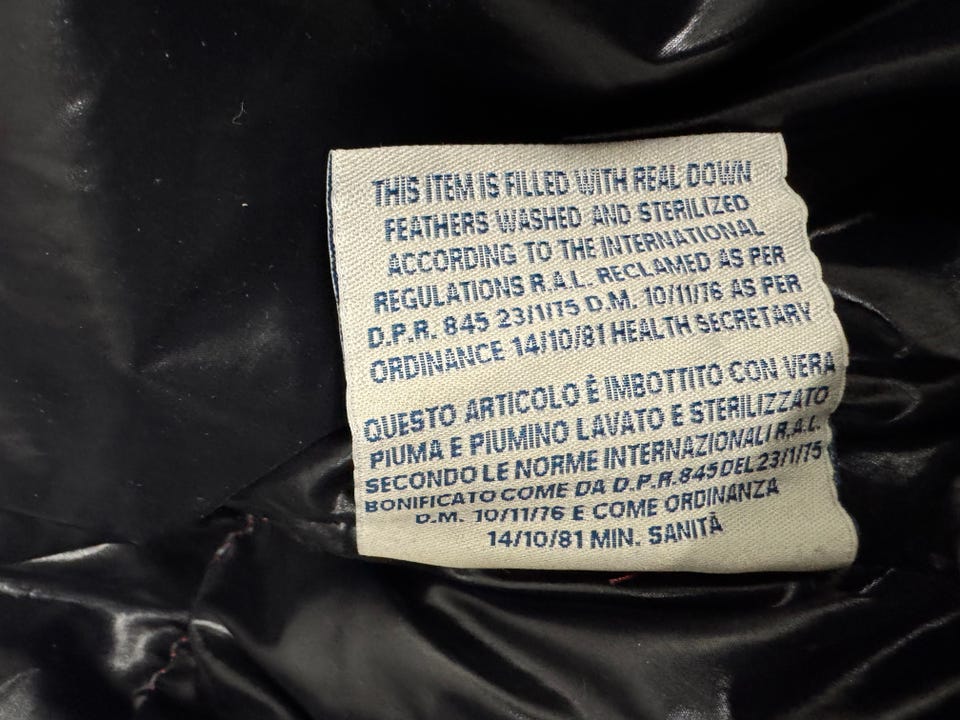 THIS ITEM IS FILLED WITH REAL DOWN
FEATHERS WASHED AND STERILIZED
ACCORDING TO THE INTERNATIONAL
REGULATIONS R.A.L. RECLAMED AS PER
D.P.R. 845 23/1/75 D.M. 10/11/76 AS PER
ORDINANCE 14/10/81 HEALTH SECRETARY
QUESTO ARTICOLO È IMBOTTITO CON VERA
PIUMA E PIUMINO LAVATO E STERILIZZATO
SECONDO LE NORME INTERNAZIONALI R.A.L.
BONIFICATO COME DA D.P.R. 845 DEL 23/1/75
D.M. 10/11/76 E COME ORDINANZA
14/10/81 MIN. SANITÀ